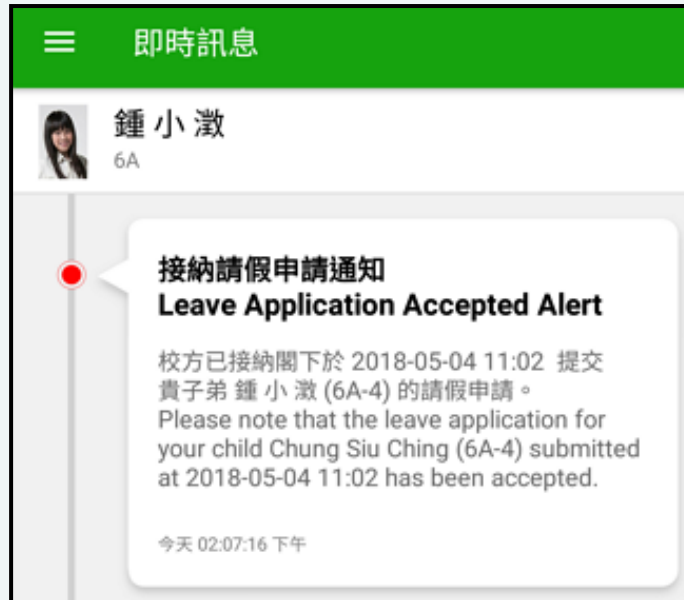 即時訊息
鍾 小 澂
6A
接納請假申請通知
Leave Application Accepted Alert
校方已接納閣下於 2018-05-04 11:02 提交
貴子弟 鍾 小 澂 (6A-4) 的請假申請。
Please note that the leave application for
your child Chung Siu Ching (6A-4) submitted
at 2018-05-04 11:02 has been accepted.
今天 02:07:16 下午